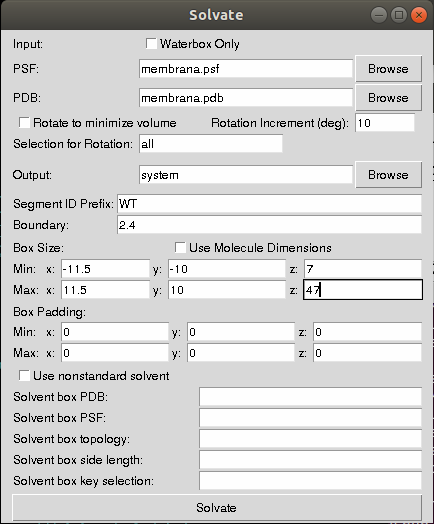 Solvate
Input: Waterbox Only
PSF: membrana.psf Browse
PDB: membrana.pdb Browse
Rotate to minimize volume Rotation Increment (deg): 10
Selection for Rotation: all
Output: system Browse
Segment ID Prefix: WT
Boundary: 2.4
Box Size: Use Molecule Dimensions
Min: x: -11.5 y: -10 z: 7
Max: x: 11.5 y: 10 z: 47
Box Padding:
Min: x: 0 y: 0 z: 0
Max: x: 0 y: 0 z: 0
Use nonstandard solvent
Solvent box PDB:
Solvent box PSF:
Solvent box topology:
Solvent box side length:
Solvent box key selection:
Solvate